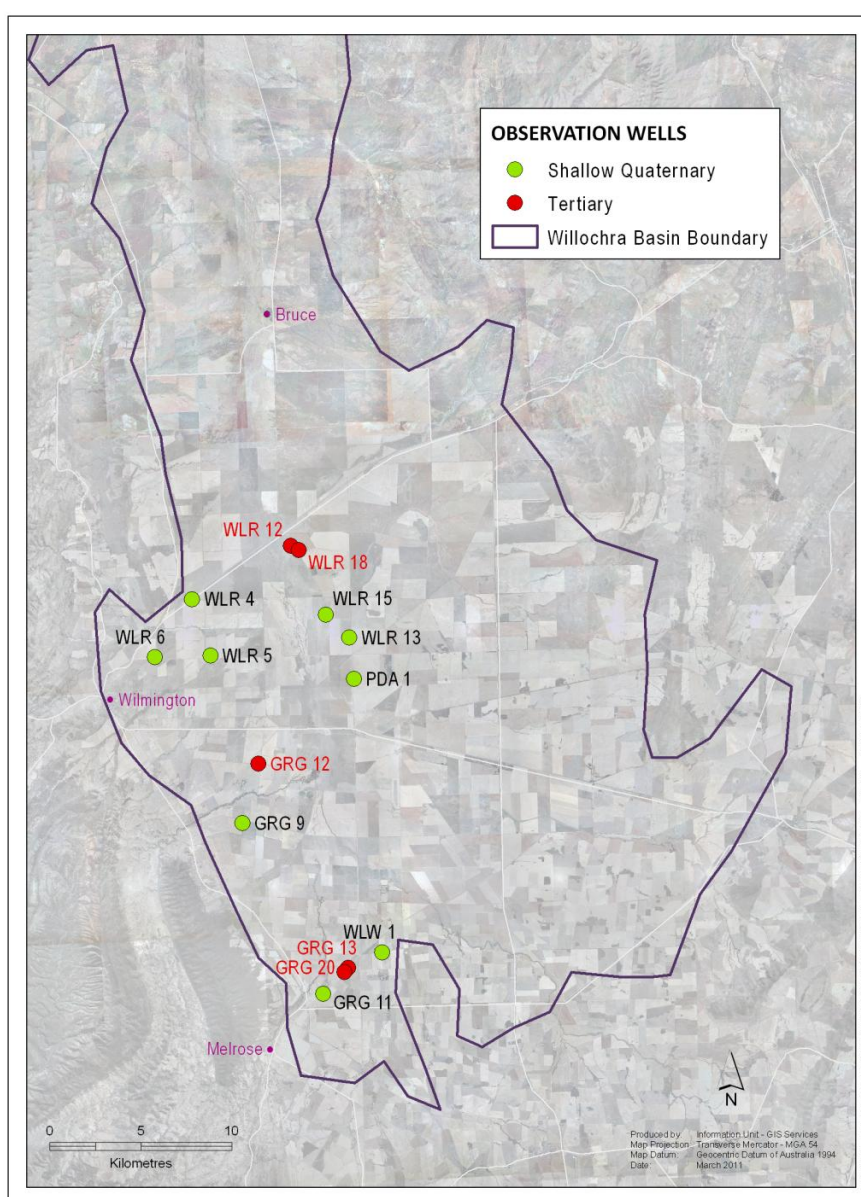 OBSERVATION WELLS
Shallow Quaternary
Tertiary
Willochra Basin Boundary
Bruce
WLR 12
WLR 18
WLR 4
WLR 15
WLR 6
WLR 5
WLR 13
PDA 1
Wilmington
GRG 12
GRG 9
WLW 1
GRG 13
GRG 20
GRG 11
Melrose
N
0 5 10
Kilometres
Produced by: Information Unit - GIS Services
Map Projection: Transverse Mercator - MGA 54
Map Datum: Geocentric Datum of Australia 1994
Date: March 2011